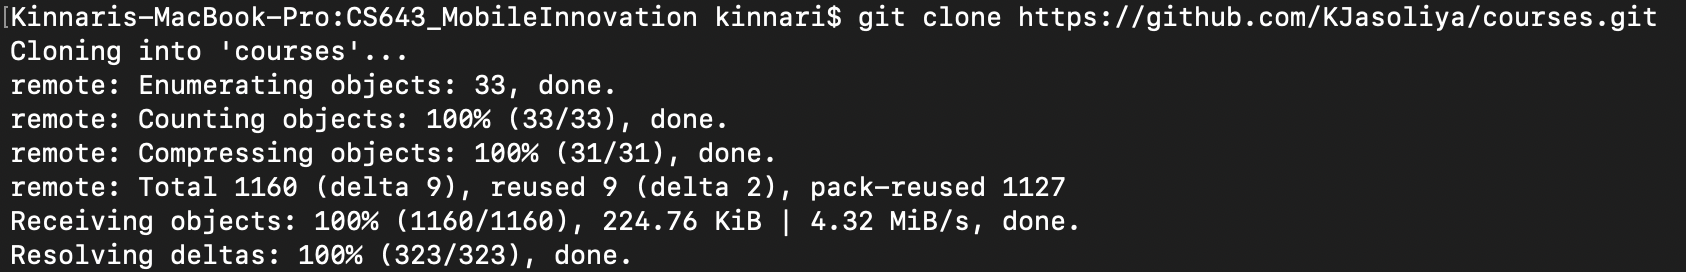 [Kinnaris-MacBook-Pro:CS643_MobileInnovation kinnari$ git clone https://github.com/KJasoliya/courses.git
Cloning into 'courses'...
remote: Enumerating objects: 33, done.
remote: Counting objects: 100% (33/33), done.
remote: Compressing objects: 100% (31/31), done.
remote: Total 1160 (delta 9), reused 9 (delta 2), pack-reused 1127
Receiving objects: 100% (1160/1160), 224.76 KiB | 4.32 MiB/s, done.
Resolving deltas: 100% (323/323), done.